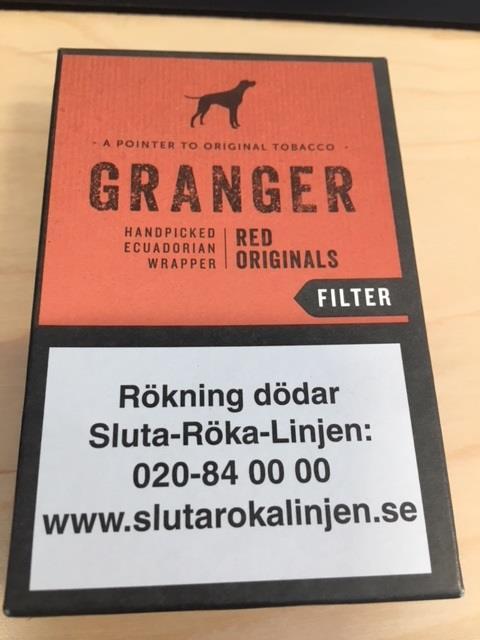 · A POINTER TO ORIGINAL TOBACCO ·
GRANGER
HANDPICKED
ECUADORIAN
WRAPPER
RED
ORIGINALS
FILTER
Rökning dödar
Sluta-Röka-Linjen:
020-84 00 00
www.slutarokalinjen.se